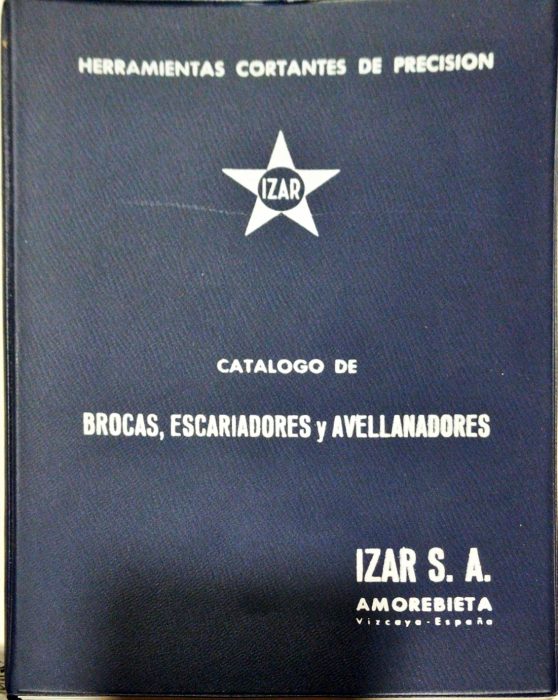 HERRAMIENTAS CORTANTES DE PRECISION
IZAR
CATALOGO DE
BROCAS, ESCARIADORES y AVELLANADORES
IZAR S. A.
AMOREBIETA
Vizcaya-España